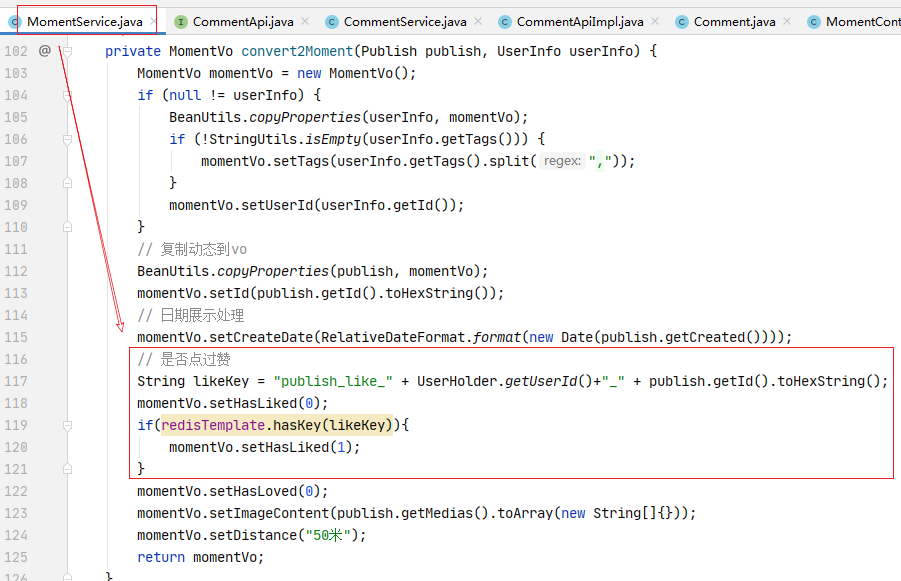 MomentService.java CommentApi.java CommentService.java CommentApiImpl.java Comment.java MomentCont
102 @ private MomentVo convert2Moment(Publish publish, UserInfo userInfo) {
103 MomentVo momentVo = new MomentVo();
104 if (null != userInfo) {
105 BeanUtils.copyProperties(userInfo, momentVo);
106 if (!StringUtils.isEmpty(userInfo.getTags())) {
107 momentVo.setTags(userInfo.getTags().split( regex: ","));
108 }
109 momentVo.setUserId(userInfo.getId());
110 }
111 // 复制动态到vo
112 BeanUtils.copyProperties(publish, momentVo);
113 momentVo.setId(publish.getId().toHexString());
114 // 日期展示处理
115 momentVo.setCreateDate(RelativeDateFormat.format(new Date(publish.getCreated())));
116 // 是否点过赞
117 String likeKey = "publish_like_" + UserHolder.getUserId()+"_" + publish.getId().toHexString();
118 momentVo.setHasLiked(0);
119 if(redisTemplate.hasKey(likeKey)){
120 momentVo.setHasLiked(1);
121 }
122 momentVo.setHasLoved(0);
123 momentVo.setImageContent(publish.getMedias().toArray(new String[]{}));
124 momentVo.setDistance("50米");
125 return momentVo;
126 }